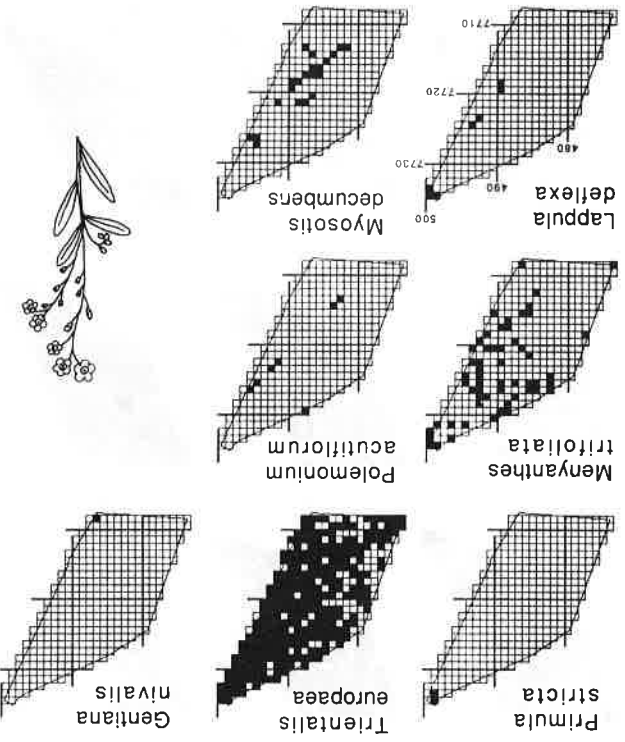 Lappula
deflexa
500
490
480
7730
7720
7710
Myosotis
decumbens
Menyanthes
trifoliata
Polemonium
acutiflorum
Primula
stricta
Trientalis
europaea
Gentiana
nivalis